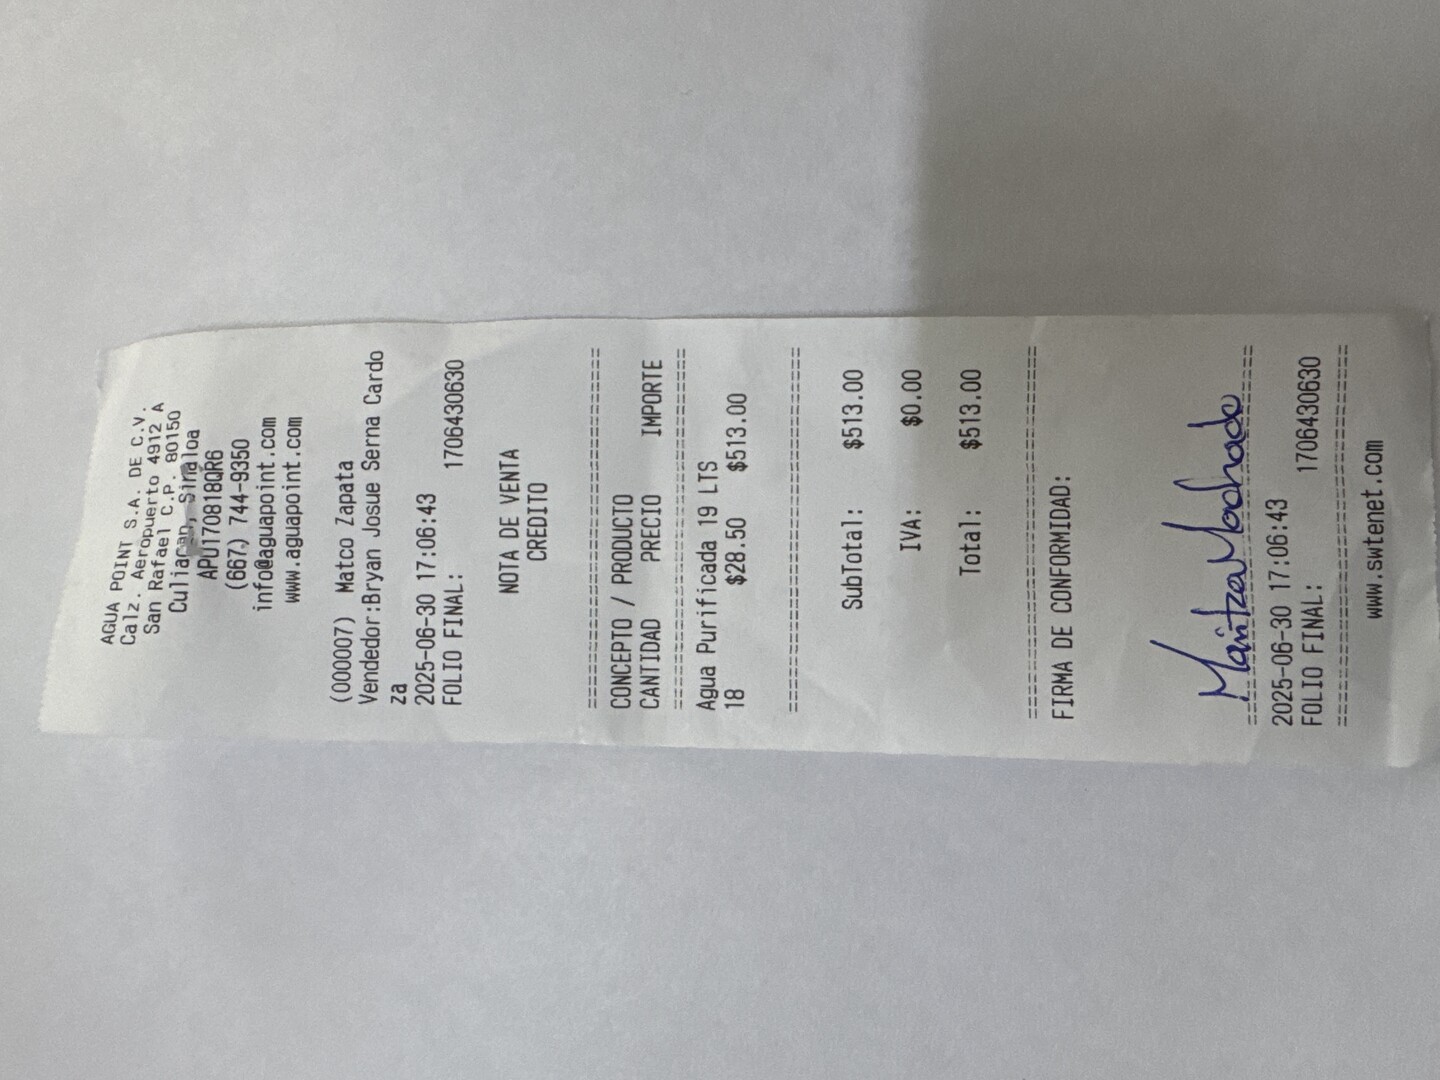 AGUA POINT S.A. DE C.V.
Calz. Aeropuerto 4912 A
San Rafael C.P. 80150
Culiacan, Sinaloa
APO170818QR6
(667) 744-9350
info@aguapoint.com
www.aguapoint.com
(000007) Matco Zapata
Vendedor:Bryan Josue Serna Cardo
za
2025-06-30 17:06:43
FOLIO FINAL: 1706430630
NOTA DE VENTA
CREDITO
================================
CONCEPTO / PRODUCTO
CANTIDAD PRECIO IMPORTE
================================
Agua Purificada 19 LTS
18 $28.50 $513.00
================================
SubTotal: $513.00
IVA: $0.00
Total: $513.00
================================
FIRMA DE CONFORMIDAD:
Maritza Machado
================================
2025-06-30 17:06:43
FOLIO FINAL: 1706430630
================================
www.swtenet.com